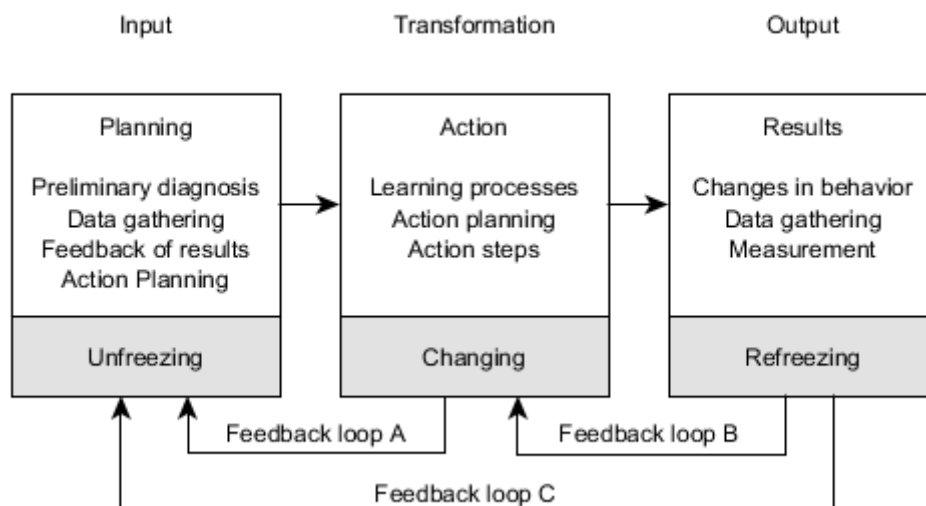 Input
Transformation
Output
Planning
Preliminary diagnosis
Data gathering
Feedback of results
Action Planning
Unfreezing
Action
Learning processes
Action planning
Action steps
Changing
Results
Changes in behavior
Data gathering
Measurement
Refreezing
Feedback loop A
Feedback loop B
Feedback loop C